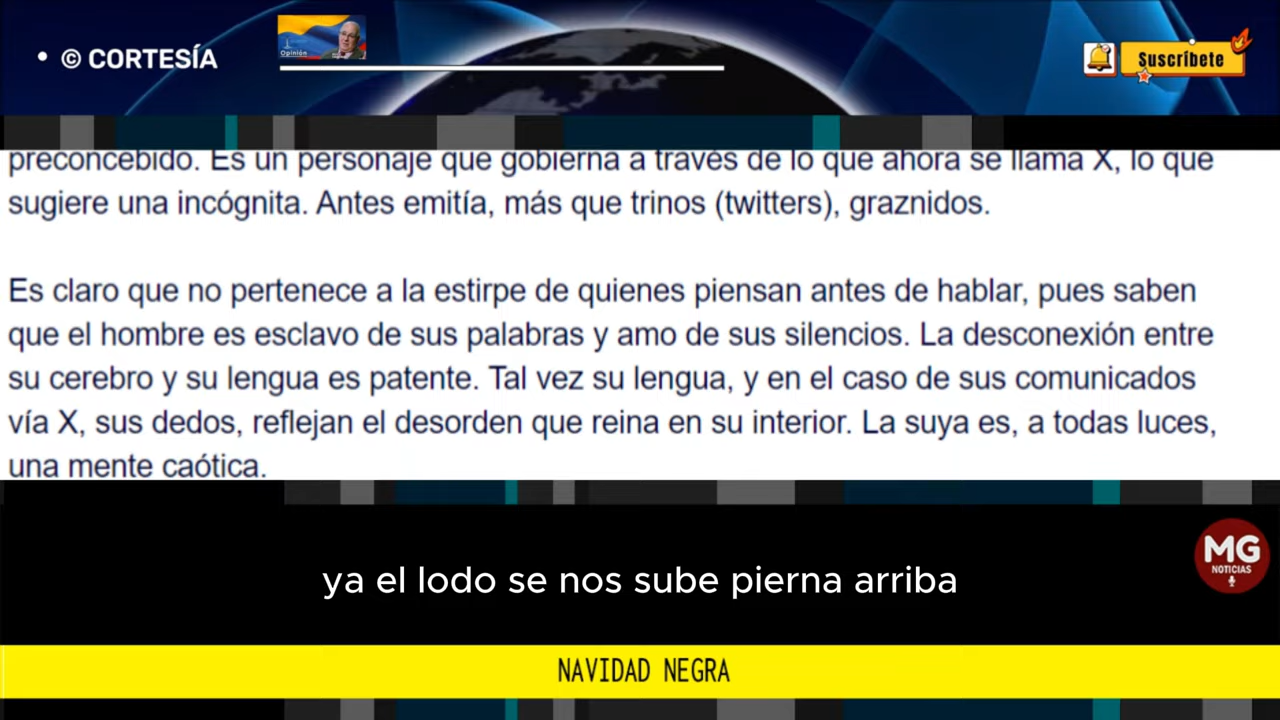 • © CORTESÍA
Opinión
Suscríbete
preconcebido. Es un personaje que gobierna a través de lo que ahora se llama X, lo que
sugiere una incógnita. Antes emitía, más que trinos (twitters), graznidos.
Es claro que no pertenece a la estirpe de quienes piensan antes de hablar, pues saben
que el hombre es esclavo de sus palabras y amo de sus silencios. La desconexión entre
su cerebro y su lengua es patente. Tal vez su lengua, y en el caso de sus comunicados
vía X, sus dedos, reflejan el desorden que reina en su interior. La suya es, a todas luces,
una mente caótica.
ya el lodo se nos sube pierna arriba
MG
NOTICIAS
NAVIDAD NEGRA